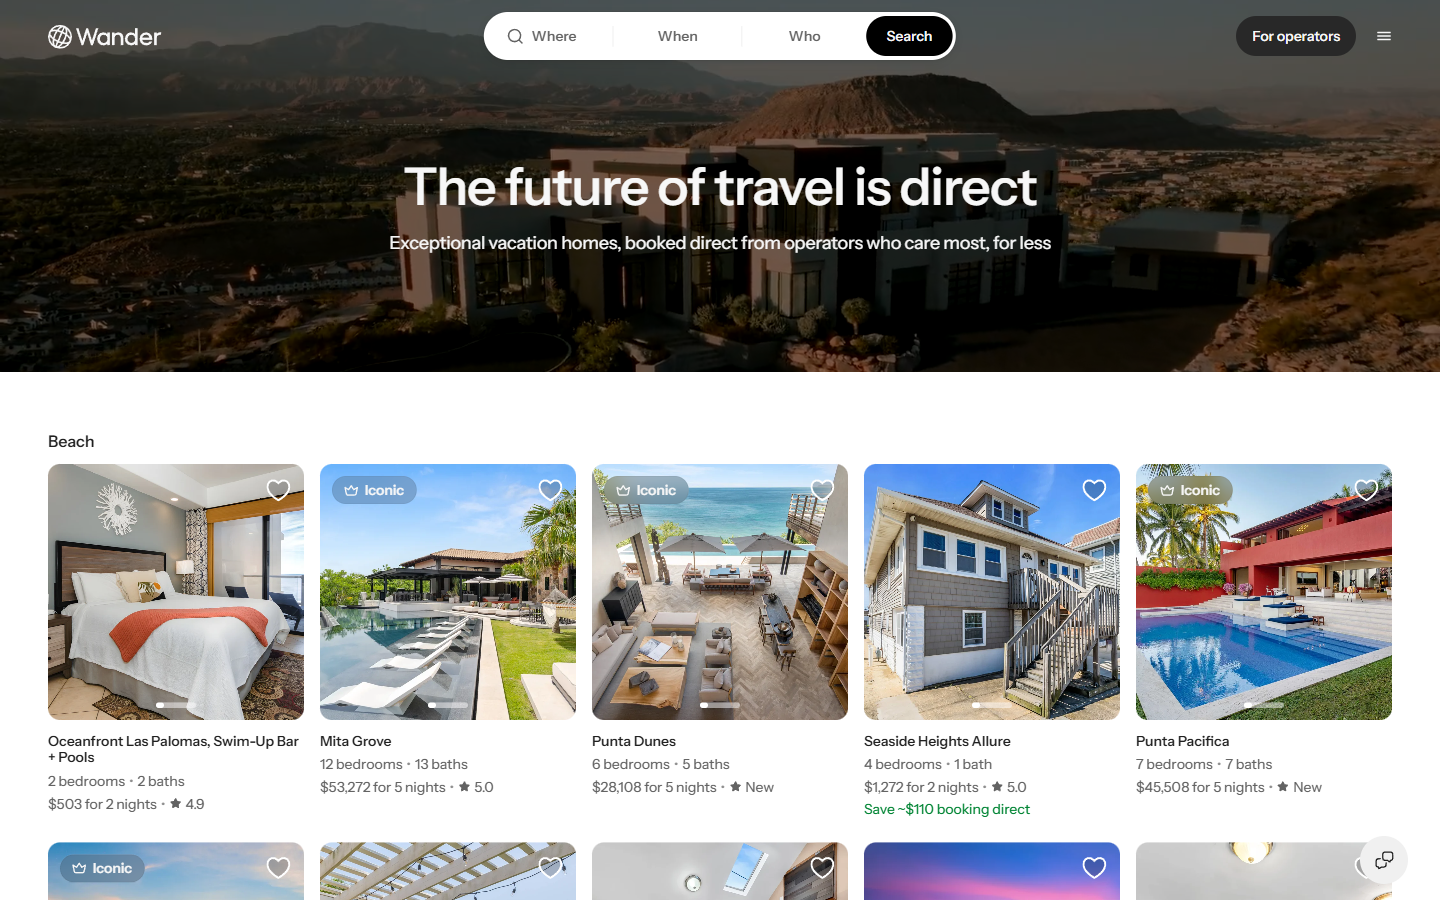 Wander
Where
When
Who
Search
For operators
The future of travel is direct
Exceptional vacation homes, booked direct from operators who care most, for less
Beach
Iconic
Iconic
Iconic
Oceanfront Las Palomas, Swim-Up Bar
+ Pools
2 bedrooms · 2 baths
$503 for 2 nights · ★ 4.9
Mita Grove
12 bedrooms · 13 baths
$53,272 for 5 nights · ★ 5.0
Punta Dunes
6 bedrooms · 5 baths
$28,108 for 5 nights · ★ New
Seaside Heights Allure
4 bedrooms · 1 bath
$1,272 for 2 nights · ★ 5.0
Save ~$110 booking direct
Punta Pacifica
7 bedrooms · 7 baths
$45,508 for 5 nights · ★ New
Iconic